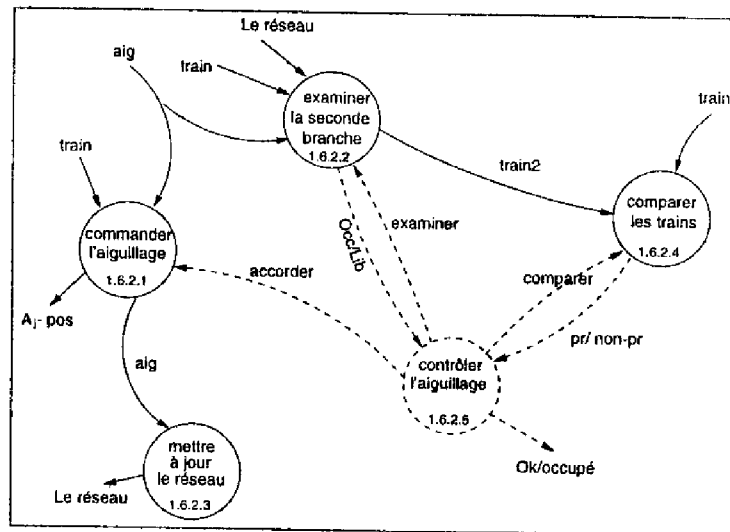 Le réseau
aig
train
examiner
la seconde
branche
1.6.2.2
train
train2
train
comparer
les trains
1.6.2.4
commander
l'aiguillage
1.6.2.1
Occ/Lib
examiner
accorder
comparer
Aj- pos
pr/ non-pr
aig
contrôler
l'aiguillage
1.6.2.5
mettre
à jour
le réseau
1.6.2.3
Le réseau
Ok/occupé